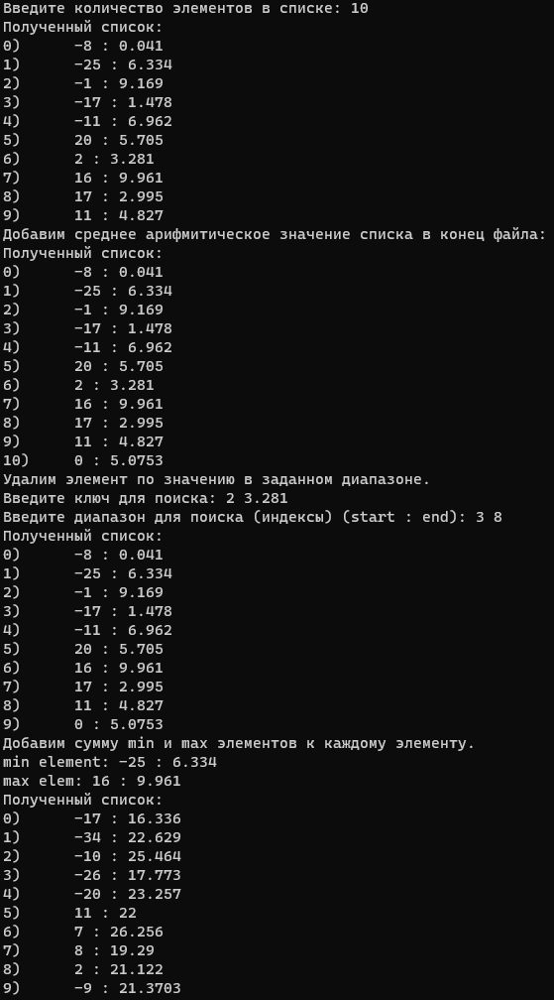 Введите количество элементов в списке: 10
Полученный список:
0)      -8 : 0.041
1)      -25 : 6.334
2)      -1 : 9.169
3)      -17 : 1.478
4)      -11 : 6.962
5)      20 : 5.705
6)      2 : 3.281
7)      16 : 9.961
8)      17 : 2.995
9)      11 : 4.827
Добавим среднее арифмитическое значение списка в конец файла:
Полученный список:
0)      -8 : 0.041
1)      -25 : 6.334
2)      -1 : 9.169
3)      -17 : 1.478
4)      -11 : 6.962
5)      20 : 5.705
6)      2 : 3.281
7)      16 : 9.961
8)      17 : 2.995
9)      11 : 4.827
10)     0 : 5.0753
Удалим элемент по значению в заданном диапазоне.
Введите ключ для поиска: 2 3.281
Введите диапазон для поиска (индексы) (start : end): 3 8
Полученный список:
0)      -8 : 0.041
1)      -25 : 6.334
2)      -1 : 9.169
3)      -17 : 1.478
4)      -11 : 6.962
5)      20 : 5.705
6)      16 : 9.961
7)      17 : 2.995
8)      11 : 4.827
9)      0 : 5.0753
Добавим сумму min и max элементов к каждому элементу.
min element: -25 : 6.334
max elem: 16 : 9.961
Полученный список:
0)      -17 : 16.336
1)      -34 : 22.629
2)      -10 : 25.464
3)      -26 : 17.773
4)      -20 : 23.257
5)      11 : 22
6)      7 : 26.256
7)      8 : 19.29
8)      2 : 21.122
9)      -9 : 21.3703